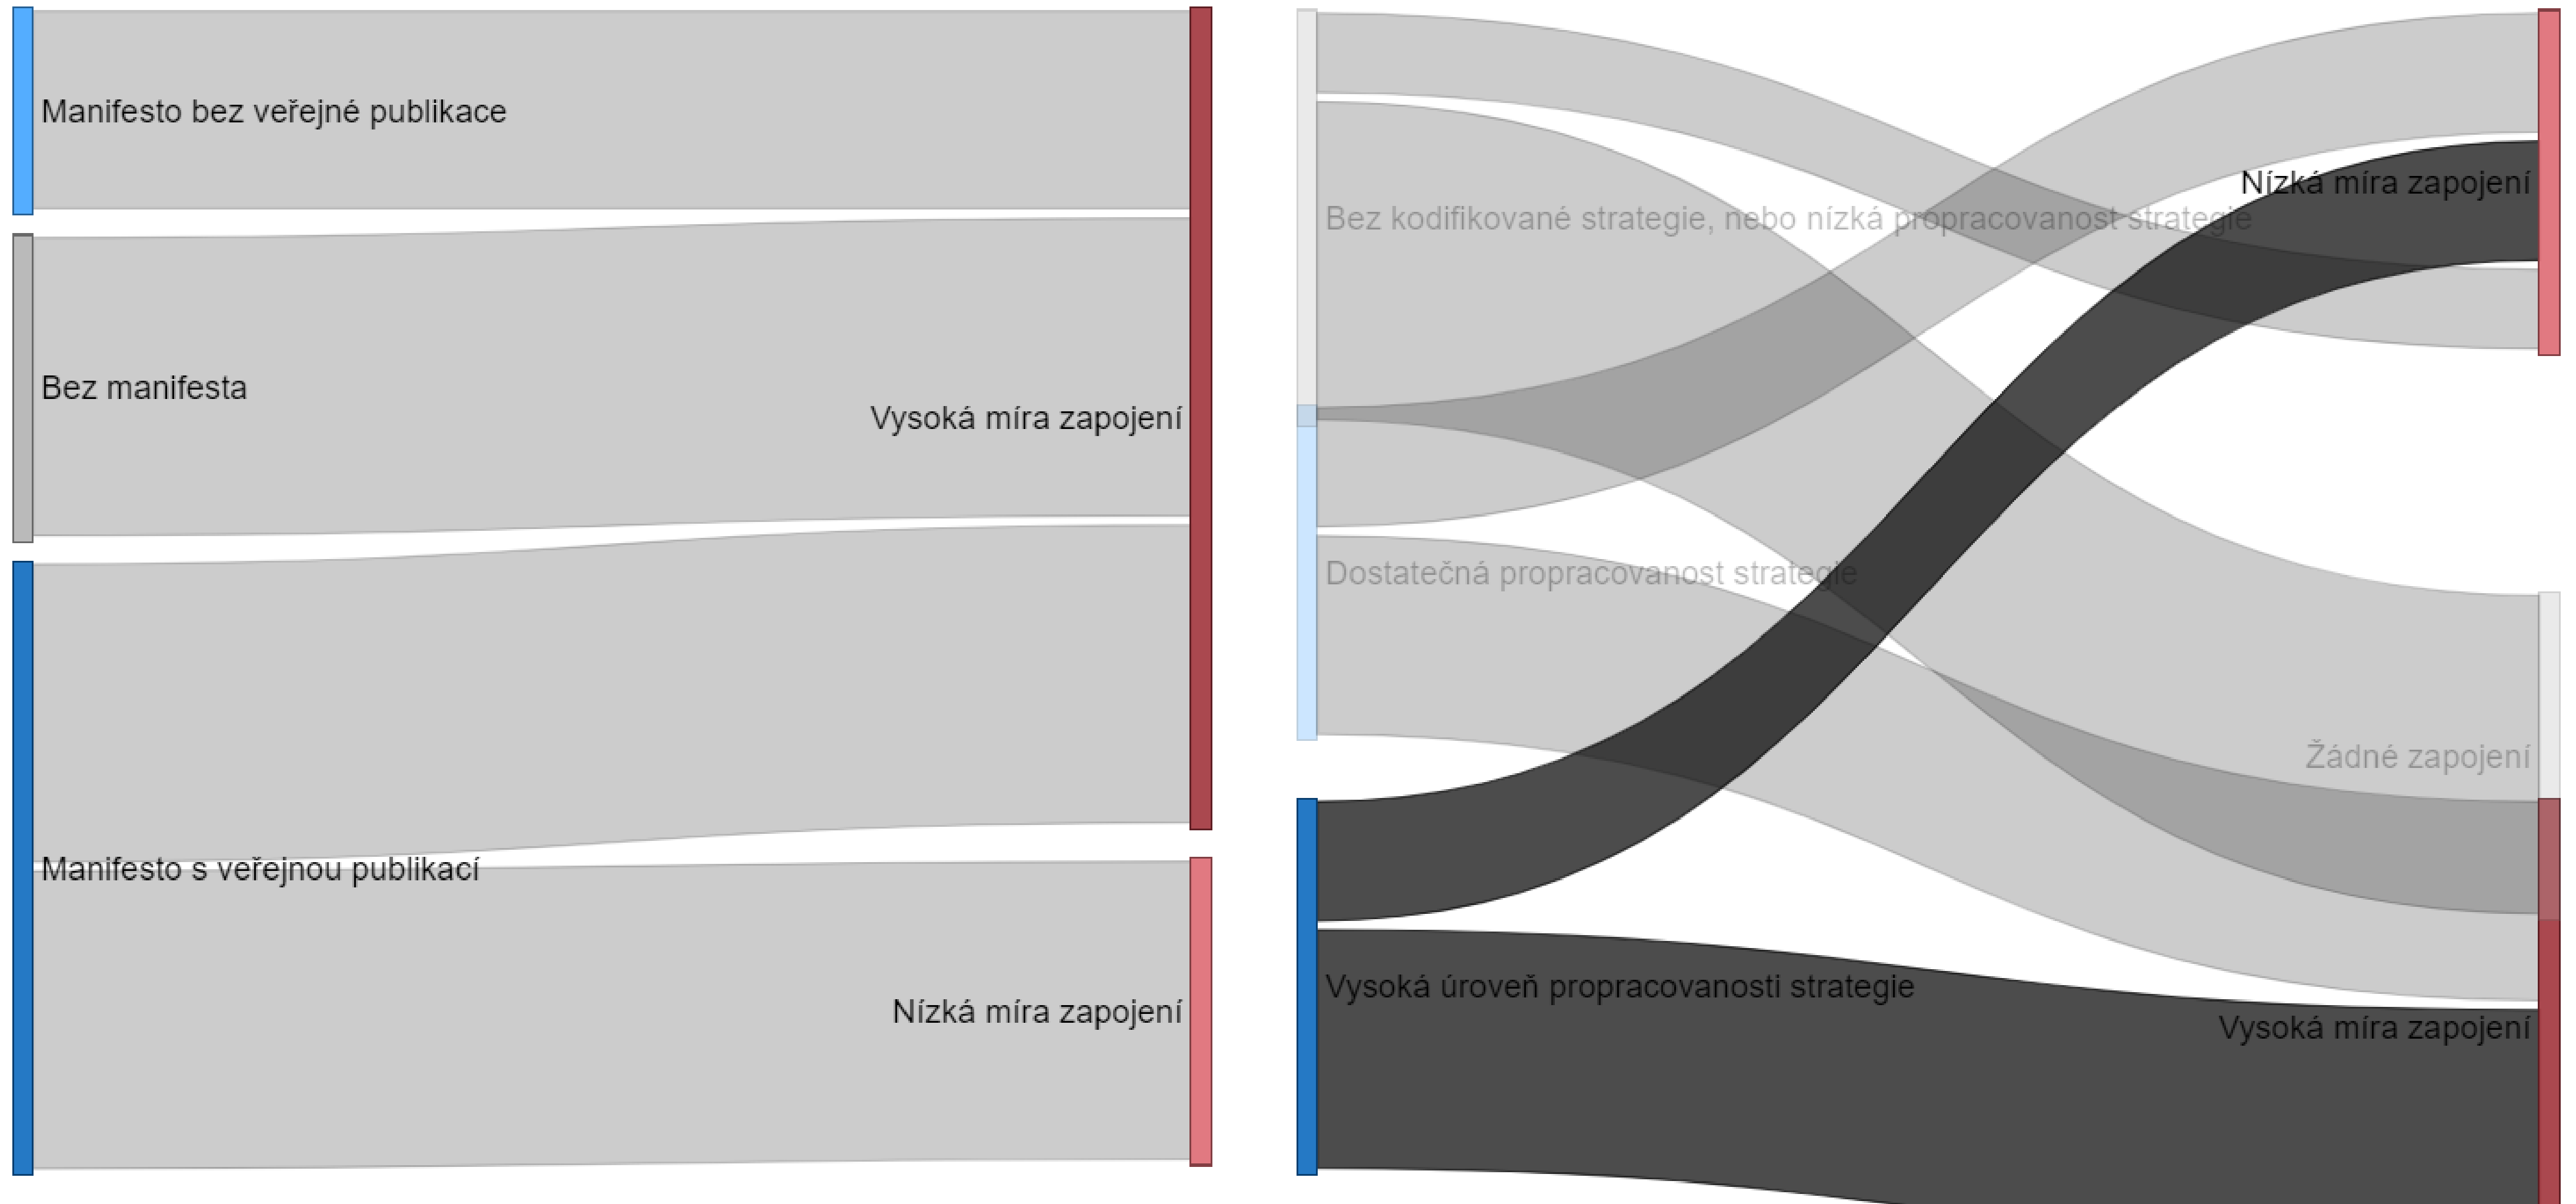 Manifesto bez veřejné publikace
Bez manifesta
Vysoká míra zapojení
Manifesto s veřejnou publikací
Nízká míra zapojení
Nízká míra zapojení
Bez kodifikované strategie, nebo nízká propracovanost strategie
Dostatečná propracovanost strategie
Žádné zapojení
Vysoká úroveň propracovanosti strategie
Vysoká míra zapojení